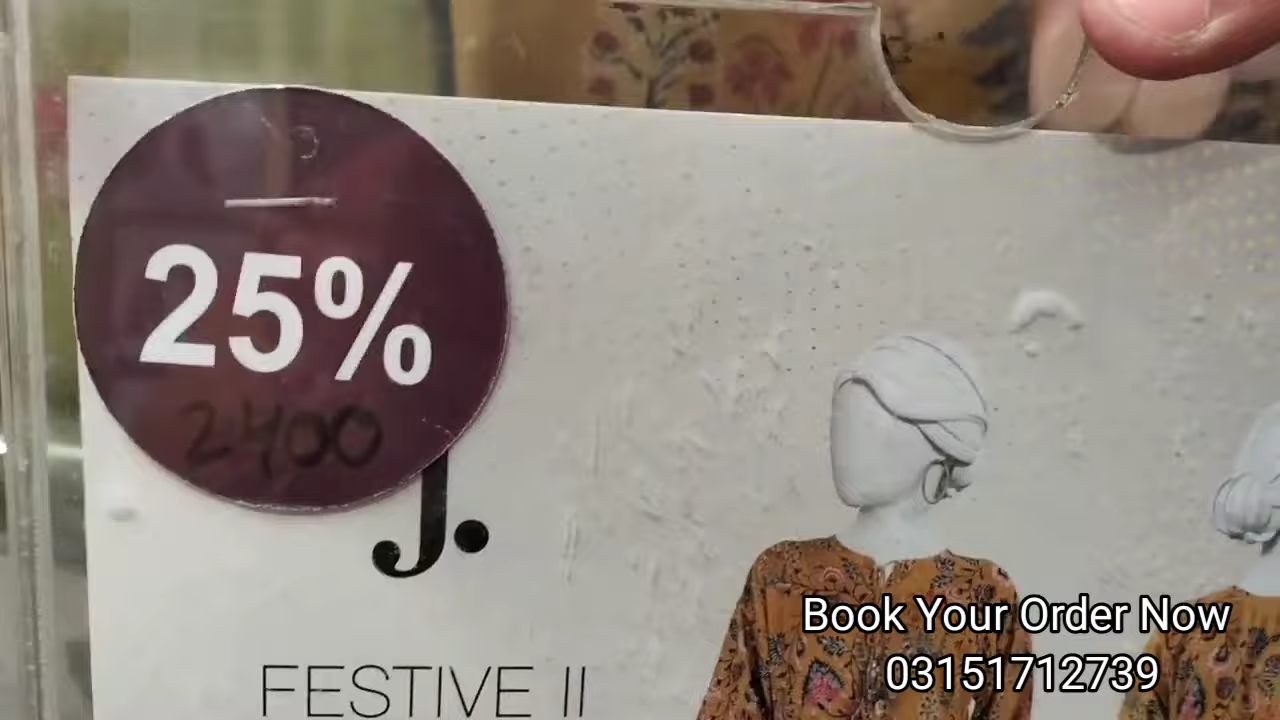 25%
2400
J.
FESTIVE II
Book Your Order Now
03151712739